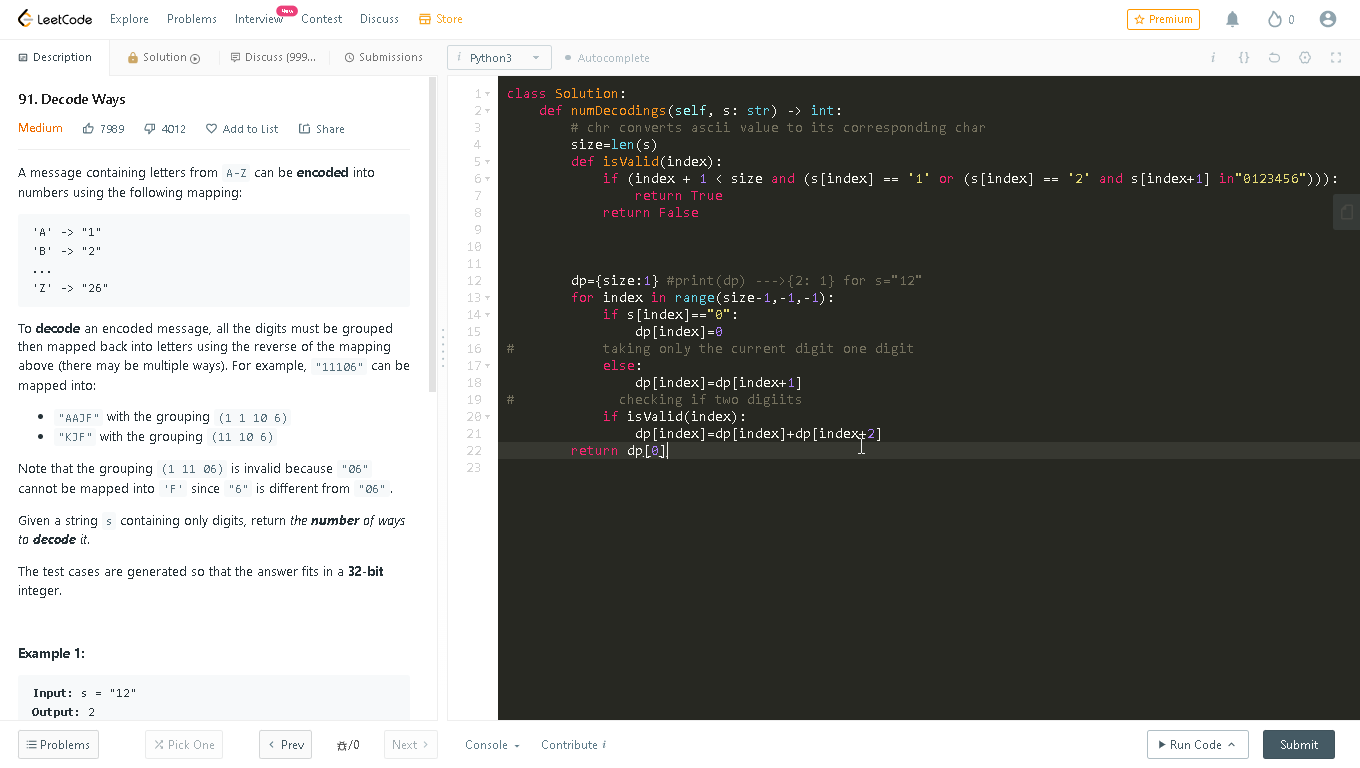 LeetCode Explore Problems Interview New Contest Discuss Store Premium 0
Description Solution Discuss (999... Submissions i Python3 Autocomplete i {}
91. Decode Ways
Medium 7989 4012 Add to List Share
A message containing letters from A-Z can be encoded into
numbers using the following mapping:
'A' -> "1"
'B' -> "2"
...
'Z' -> "26"
To decode an encoded message, all the digits must be grouped
then mapped back into letters using the reverse of the mapping
above (there may be multiple ways). For example, "11106" can be
mapped into:
• "AAJF" with the grouping (1 1 10 6)
• "KJF" with the grouping (11 10 6)
Note that the grouping (1 11 06) is invalid because "06"
cannot be mapped into 'F' since "6" is different from "06".
Given a string s containing only digits, return the number of ways
to decode it.
The test cases are generated so that the answer fits in a 32-bit
integer.
Example 1:
Input: s = "12"
Output: 2
1 class Solution:
2 def numDecodings(self, s: str) -> int:
3 # chr converts ascii value to its corresponding char
4 size=len(s)
5 def isValid(index):
6 if (index + 1 < size and (s[index] == '1' or (s[index] == '2' and s[index+1] in"0123456"))):
7 return True
8 return False
9
10
11
12 dp={size:1} #print(dp) --->{2: 1} for s="12"
13 for index in range(size-1,-1,-1):
14 if s[index]=="0":
15 dp[index]=0
16 # taking only the current digit one digit
17 else:
18 dp[index]=dp[index+1]
19 # checking if two digiits
20 if isValid(index):
21 dp[index]=dp[index]+dp[index+2]
22 return dp[0]
23
Problems Pick One Prev /0 Next Console Contribute i Run Code Submit